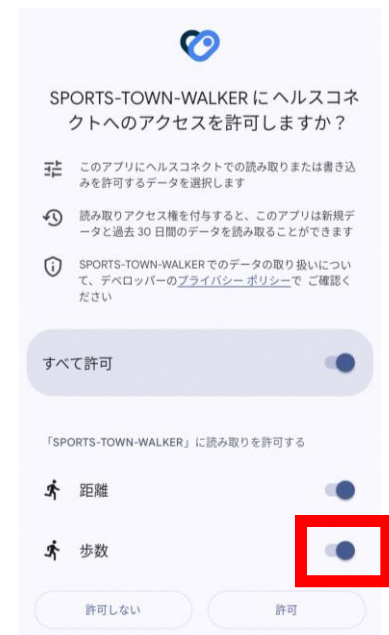 SPORTS-TOWN-WALKER に ヘルスコネ
クトへのアクセスを許可しますか？
このアプリにヘルスコネクトでの読み取りまたは書き込
みを許可するデータを選択します
読み取りアクセス権を付与すると、このアプリは新規デ
ータと過去 30 日間のデータを読み取ることができます
SPORTS-TOWN-WALKER でのデータの取り扱いについ
て、デベロッパーのプライバシー ポリシーで ご確認く
ださい
すべて許可
「SPORTS-TOWN-WALKER」に読み取りを許可する
距離
歩数
許可しない
許可